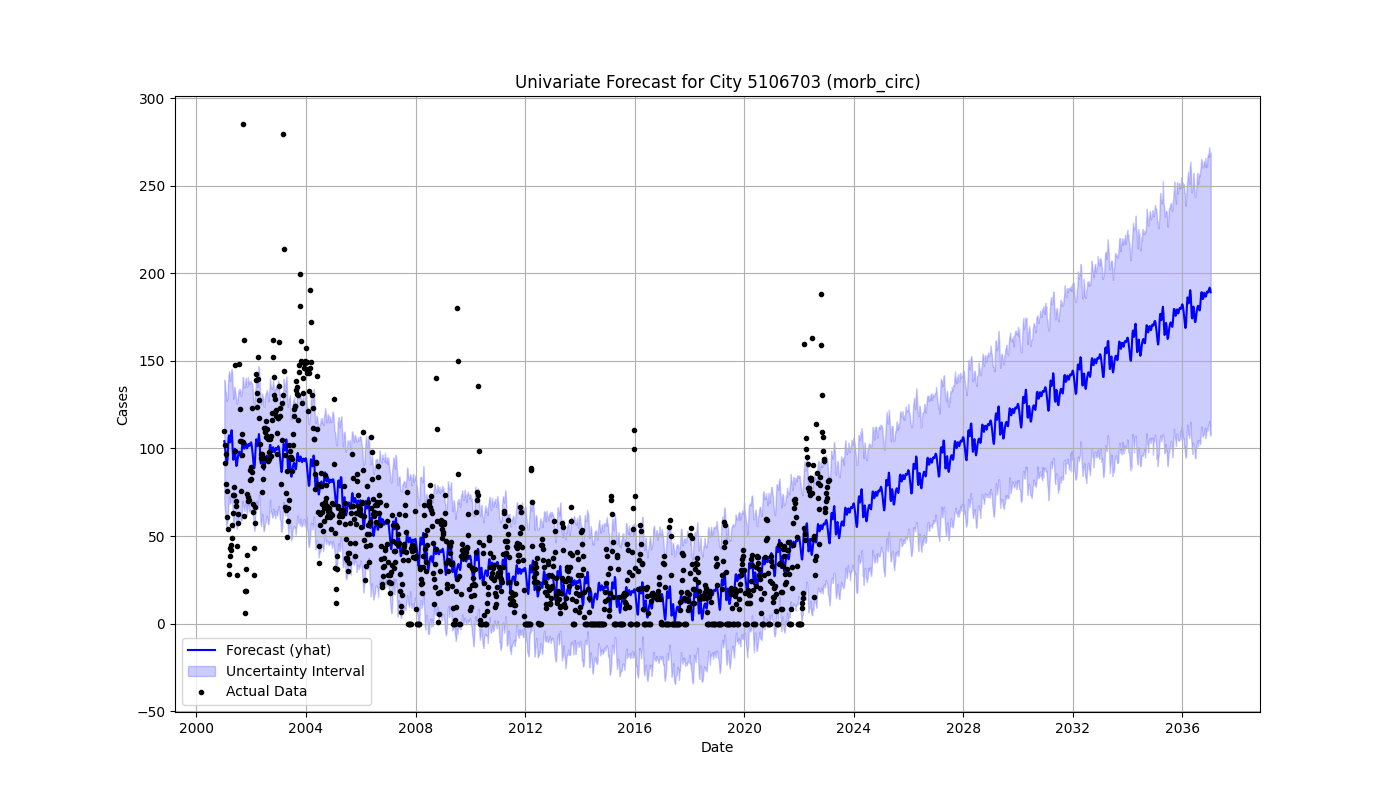 Univariate Forecast for City 5106703 (morb_circ)
300
250
200
150
100
50
0
−50
Cases
Forecast (yhat)
Uncertainty Interval
Actual Data
2000 2004 2008 2012 2016 2020 2024 2028 2032 2036
Date